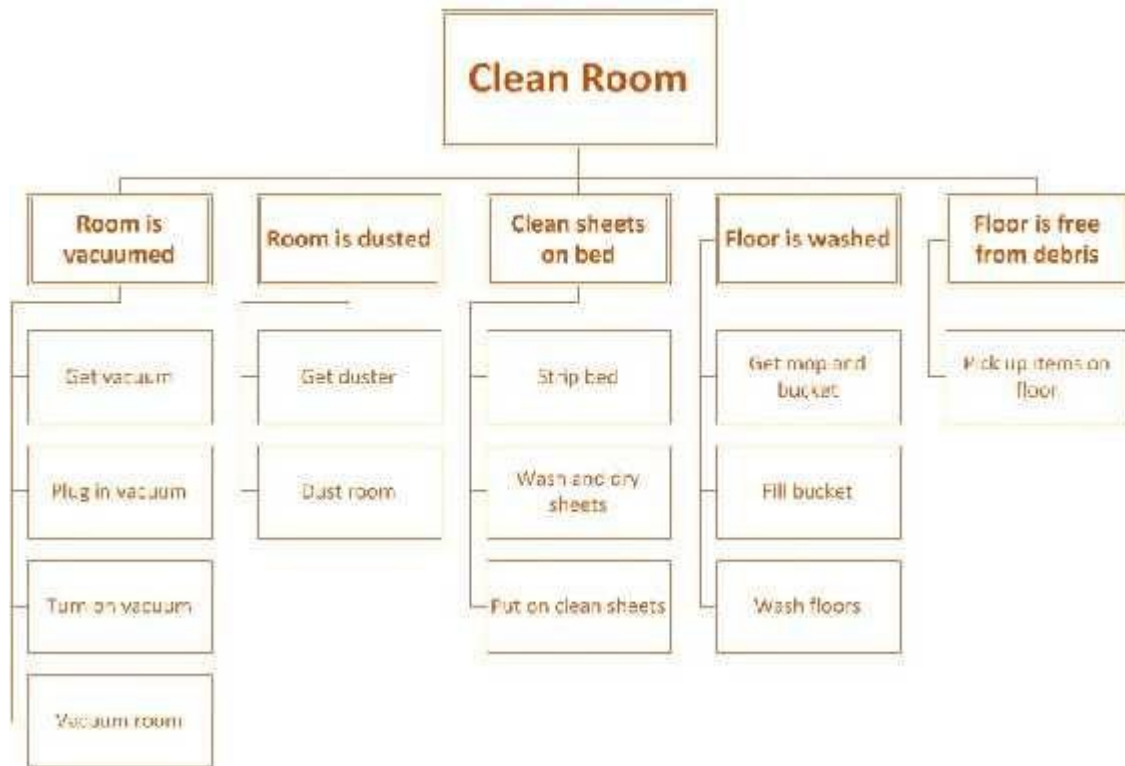 Clean Room
Room is
vacuumed
Room is dusted
Clean sheets
on bed
Floor is washed
Floor is free
from debris
Get vacuum
Get duster
Strip bed
Get mop and
bucket
Pick up items on
floor
Plug in vacuum
Dust room
Wash and dry
sheets
Fill bucket
Turn on vacuum
Put on clean sheets
Wash floors
Vacuum room